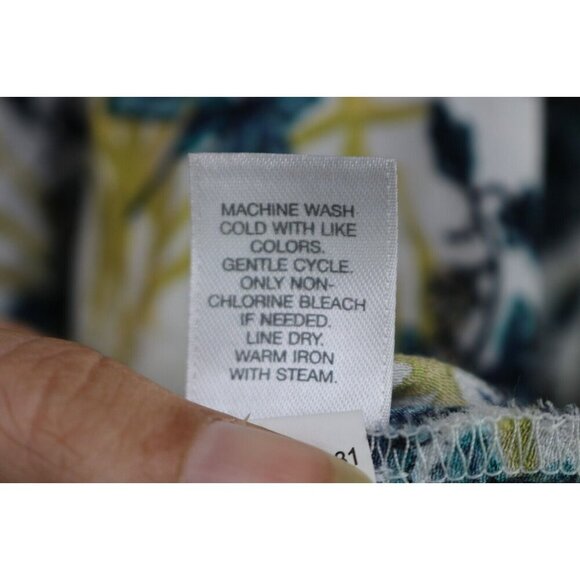 MACHINE WASH
COLD WITH LIKE
COLORS.
GENTLE CYCLE.
ONLY NON-
CHLORINE BLEACH
IF NEEDED.
LINE DRY.
WARM IRON
WITH STEAM.
31